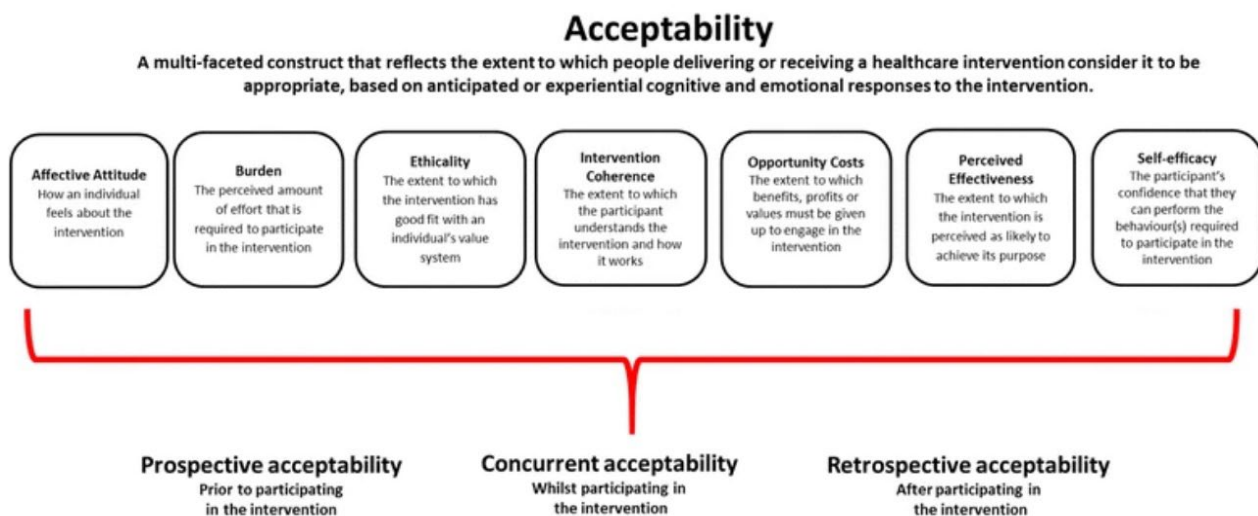 Acceptability
A multi-faceted construct that reflects the extent to which people delivering or receiving a healthcare intervention consider it to be
appropriate, based on anticipated or experiential cognitive and emotional responses to the intervention.
Affective Attitude
How an individual
feels about the
intervention
Burden
The perceived amount
of effort that is
required to participate
in the intervention
Ethicality
The extent to which
the intervention has
good fit with an
individual's value
system
Intervention
Coherence
The extent to which
the participant
understands the
intervention and how
it works
Opportunity Costs
The extent to which
benefits, profits or
values must be given
up to engage in the
intervention
Perceived
Effectiveness
The extent to which
the intervention is
perceived as likely to
achieve its purpose
Self-efficacy
The participant's
confidence that they
can perform the
behaviour(s) required
to participate in the
intervention
Prospective acceptability
Prior to participating
in the intervention
Concurrent acceptability
Whilst participating in
the intervention
Retrospective acceptability
After participating in
the intervention